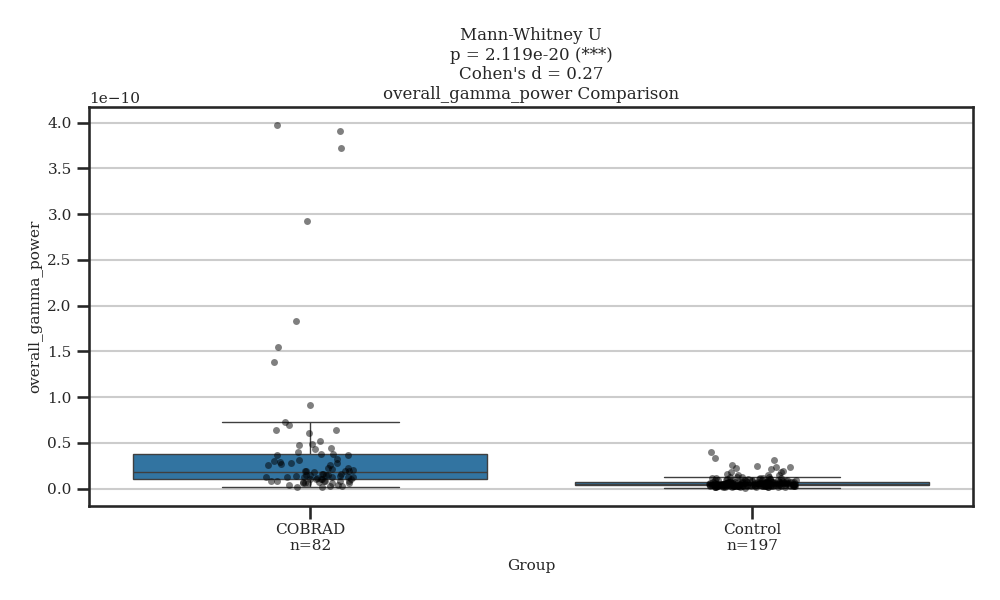 Mann-Whitney U
p = 2.119e-20 (***)
Cohen's d = 0.27
overall_gamma_power Comparison
1e−10
4.0
3.5
3.0
2.5
2.0
1.5
1.0
0.5
0.0
overall_gamma_power
COBRAD
n=82
Control
n=197
Group